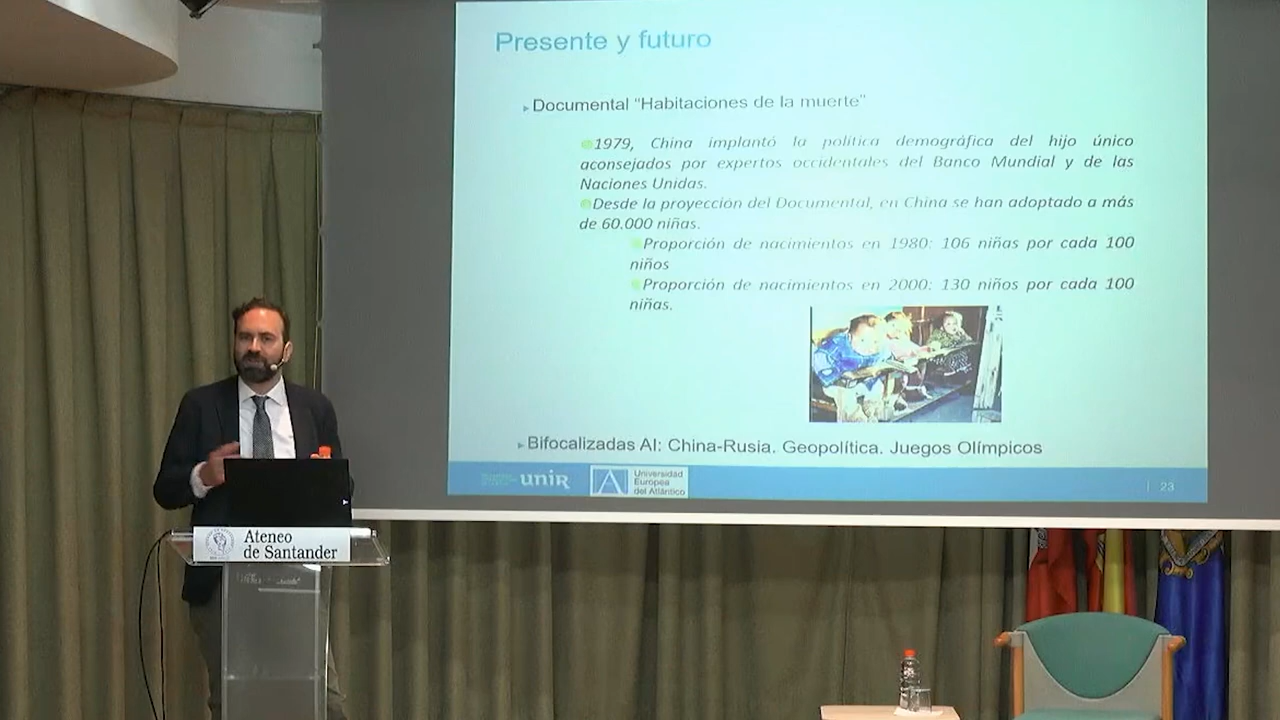 Presente y futuro
Documental "Habitaciones de la muerte"
1979, China implantó la política demográfica del hijo único
aconsejados por expertos occidentales del Banco Mundial y de las
Naciones Unidas.
Desde la proyección del Documental, en China se han adoptado a más
de 60.000 niñas.
Proporción de nacimientos en 1980: 106 niñas por cada 100
niños
Proporción de nacimientos en 2000: 130 niños por cada 100
niñas.
Bifocalizadas AI: China-Rusia. Geopolítica. Juegos Olímpicos
unir
Universidad
Europea
del Atlántico
23
Ateneo
de Santander